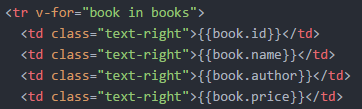 <tr v-for="book in books">
<td class="text-right">{{book.id}}</td>
<td class="text-right">{{book.name}}</td>
<td class="text-right">{{book.author}}</td>
<td class="text-right">{{book.price}}</td>